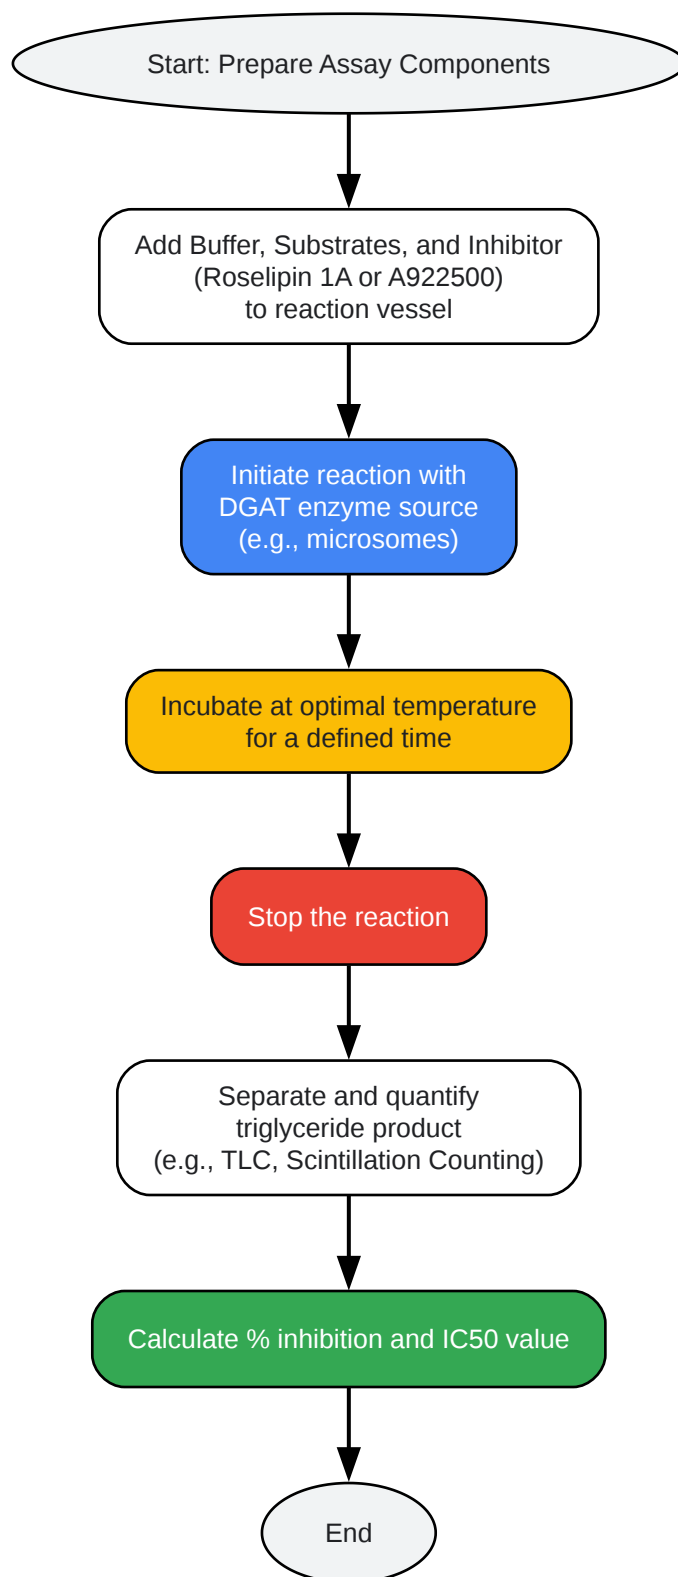 Start: Prepare Assay Components
Add Buffer, Substrates, and Inhibitor
(Roselipin 1A or A922500)
to reaction vessel
Initiate reaction with
DGAT enzyme source
(e.g., microsomes)
Incubate at optimal temperature
for a defined time
Stop the reaction
Separate and quantify
triglyceride product
(e.g., TLC, Scintillation Counting)
Calculate % inhibition and IC50 value
End